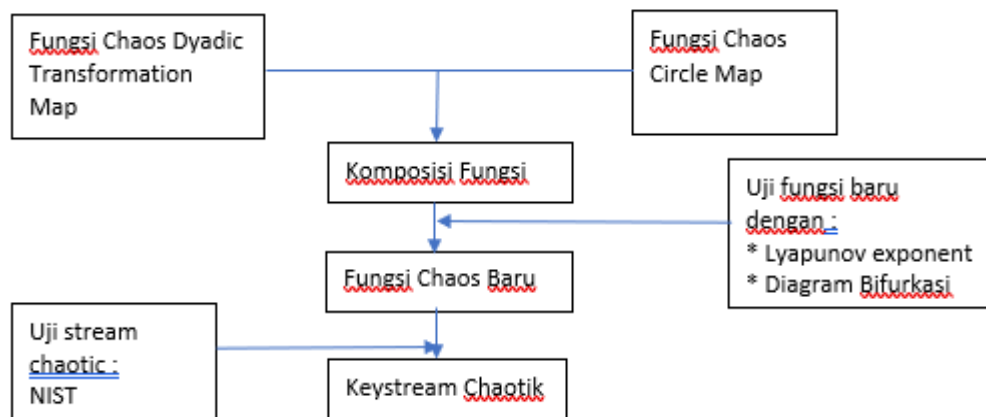 Fungsi Chaos Dyadic
Transformation
Map
Fungsi Chaos
Circle Map
Komposisi Fungsi
Uji fungsi baru
dengan :
* Lyapunov exponent
* Diagram Bifurkasi
Fungsi Chaos Baru
Uji stream
chaotic :
NIST
Keystream Chaotik